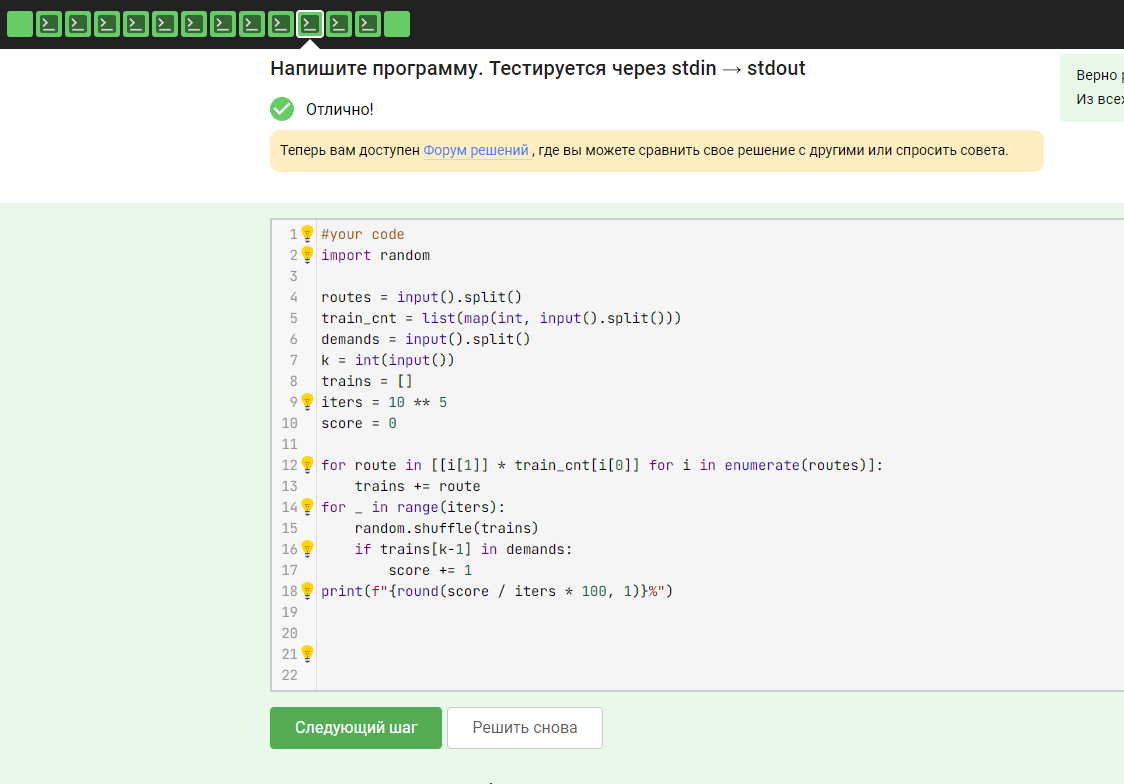 Напишите программу. Тестируется через stdin → stdout
Верно
Из всех
Отлично!
Теперь вам доступен Форум решений , где вы можете сравнить свое решение с другими или спросить совета.
1 #your code
2 import random
3
4 routes = input().split()
5 train_cnt = list(map(int, input().split()))
6 demands = input().split()
7 k = int(input())
8 trains = []
9 iters = 10 ** 5
10 score = 0
11
12 for route in [[i[1]] * train_cnt[i[0]] for i in enumerate(routes)]:
13     trains += route
14 for _ in range(iters):
15     random.shuffle(trains)
16     if trains[k-1] in demands:
17         score += 1
18 print(f"{round(score / iters * 100, 1)}%")
19
20
21
22
Следующий шаг
Решить снова